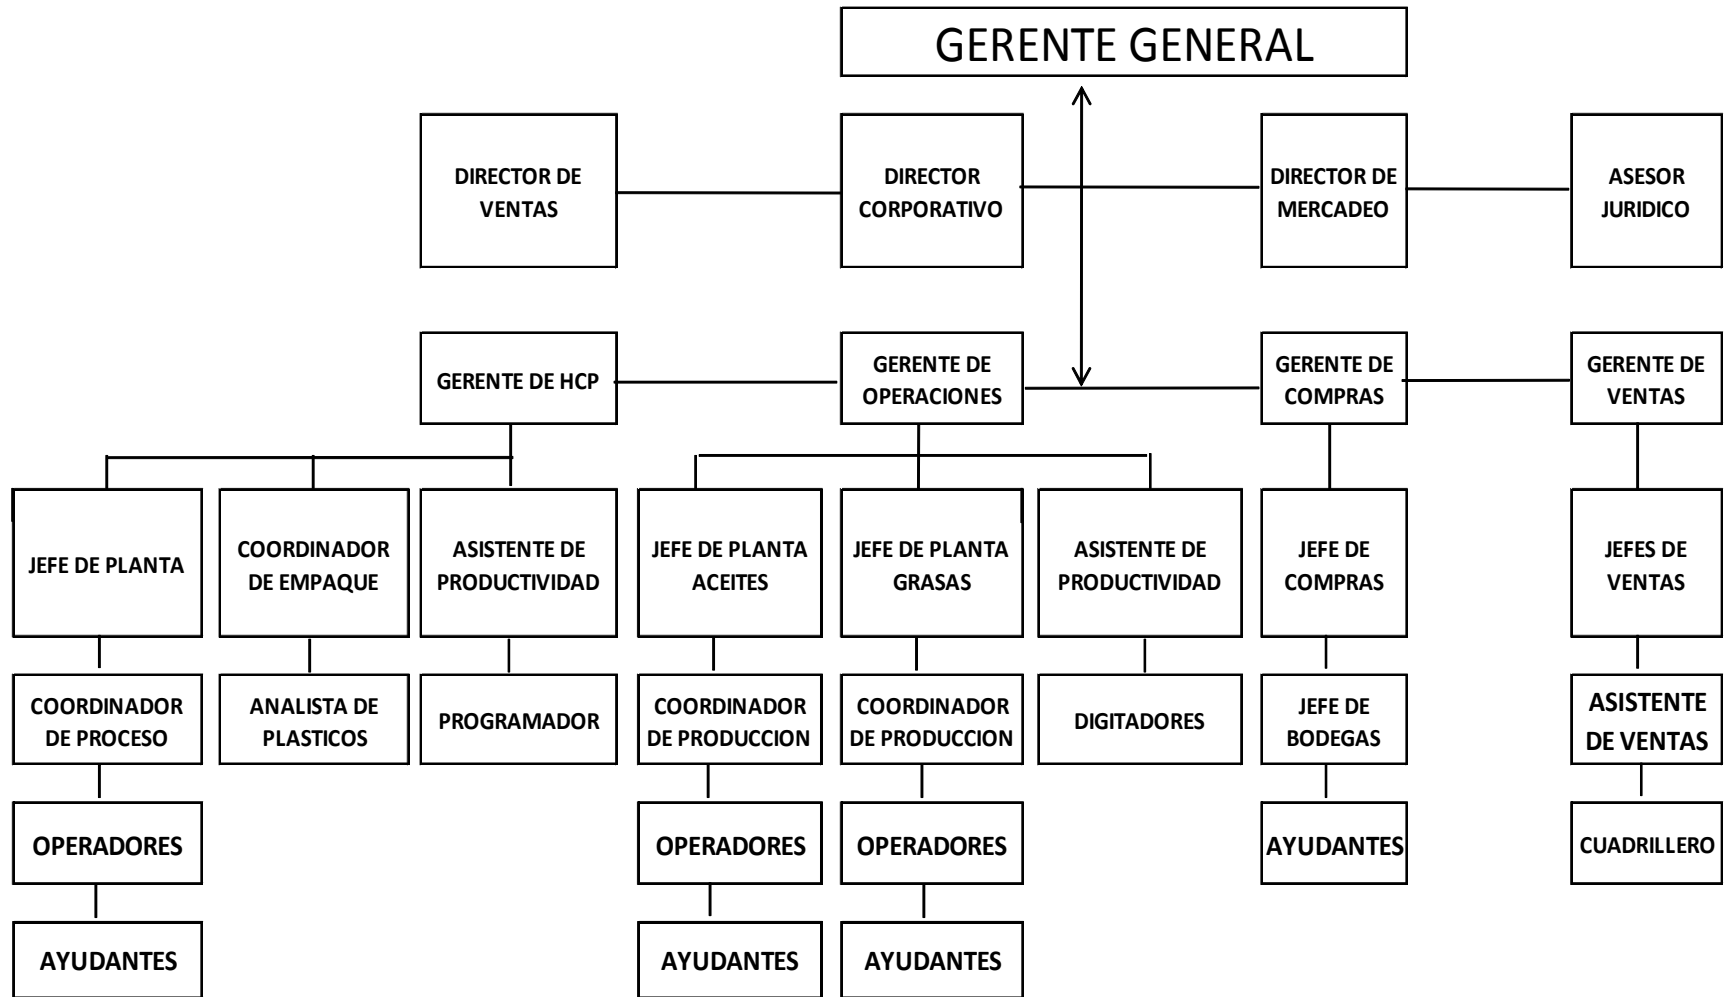 GERENTE GENERAL
DIRECTOR DE
VENTAS
DIRECTOR
CORPORATIVO
DIRECTOR DE
MERCADEO
ASESOR
JURIDICO
GERENTE DE HCP
GERENTE DE
OPERACIONES
GERENTE DE
COMPRAS
GERENTE DE
VENTAS
JEFE DE PLANTA
COORDINADOR
DE EMPAQUE
ASISTENTE DE
PRODUCTIVIDAD
JEFE DE PLANTA
ACEITES
JEFE DE PLANTA
GRASAS
ASISTENTE DE
PRODUCTIVIDAD
JEFE DE
COMPRAS
JEFES DE
VENTAS
COORDINADOR
DE PROCESO
ANALISTA DE
PLASTICOS
PROGRAMADOR
COORDINADOR
DE PRODUCCION
COORDINADOR
DE PRODUCCION
DIGITADORES
JEFE DE
BODEGAS
ASISTENTE
DE VENTAS
OPERADORES
OPERADORES
OPERADORES
AYUDANTES
CUADRILLERO
AYUDANTES
AYUDANTES
AYUDANTES